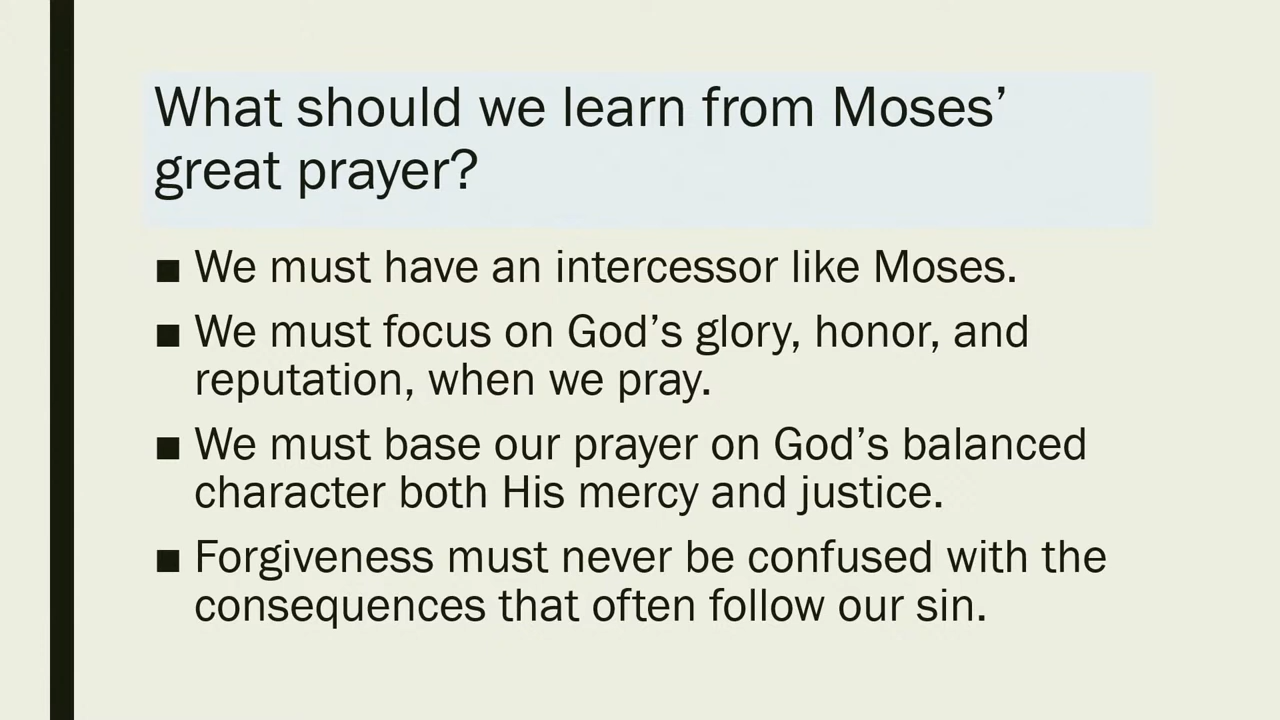 What should we learn from Moses’
great prayer?
■ We must have an intercessor like Moses.
■ We must focus on God’s glory, honor, and
reputation, when we pray.
■ We must base our prayer on God’s balanced
character both His mercy and justice.
■ Forgiveness must never be confused with the
consequences that often follow our sin.